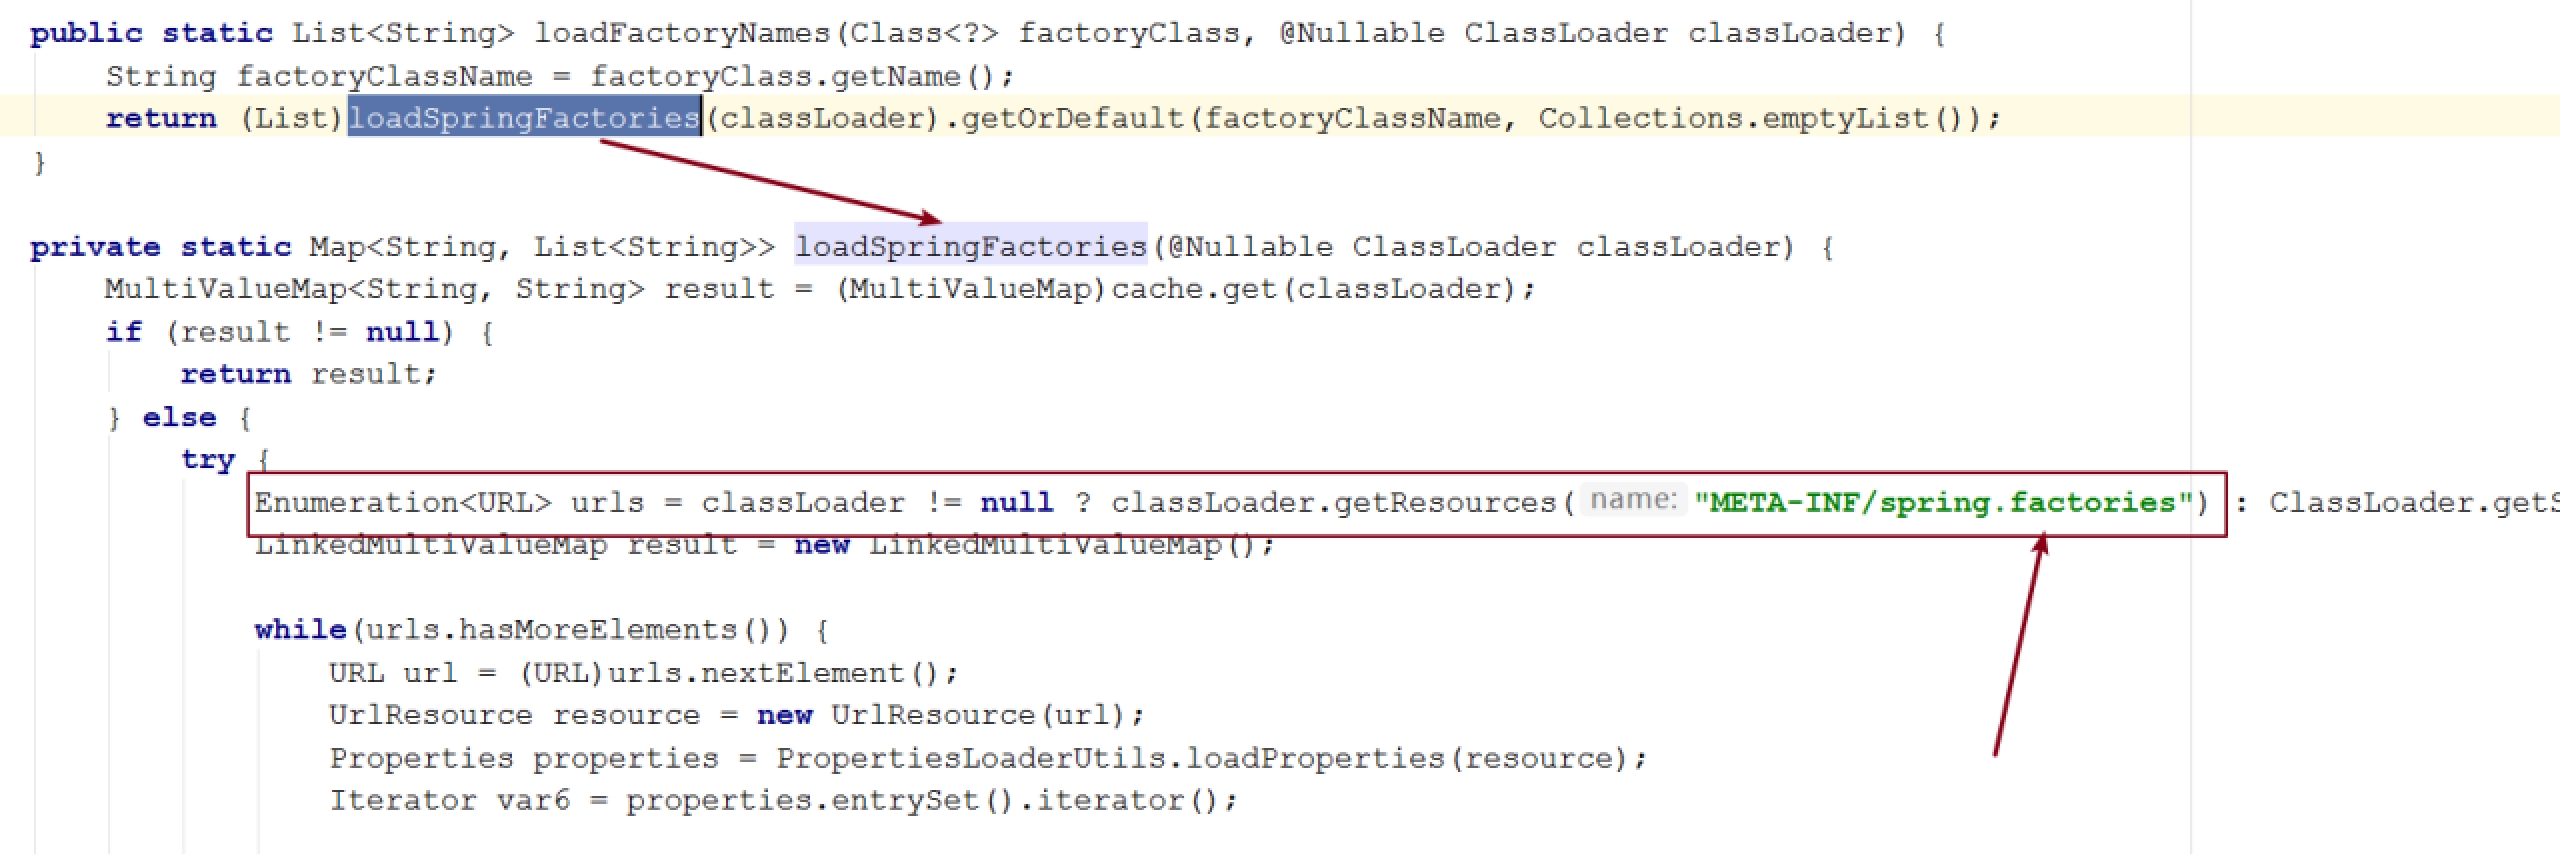 public static List<String> loadFactoryNames(Class<?> factoryClass, @Nullable ClassLoader classLoader) {
String factoryClassName = factoryClass.getName();
return (List)loadSpringFactories(classLoader).getOrDefault(factoryClassName, Collections.emptyList());
}
private static Map<String, List<String>> loadSpringFactories(@Nullable ClassLoader classLoader) {
MultiValueMap<String, String> result = (MultiValueMap)cache.get(classLoader);
if (result != null) {
return result;
} else {
try {
Enumeration<URL> urls = classLoader != null ? classLoader.getResources( name: "META-INF/spring.factories") : ClassLoader.getS
LinkedMultiValueMap result = new LinkedMultiValueMap();
while(urls.hasMoreElements()) {
URL url = (URL)urls.nextElement();
UrlResource resource = new UrlResource(url);
Properties properties = PropertiesLoaderUtils.loadProperties(resource);
Iterator var6 = properties.entrySet().iterator();